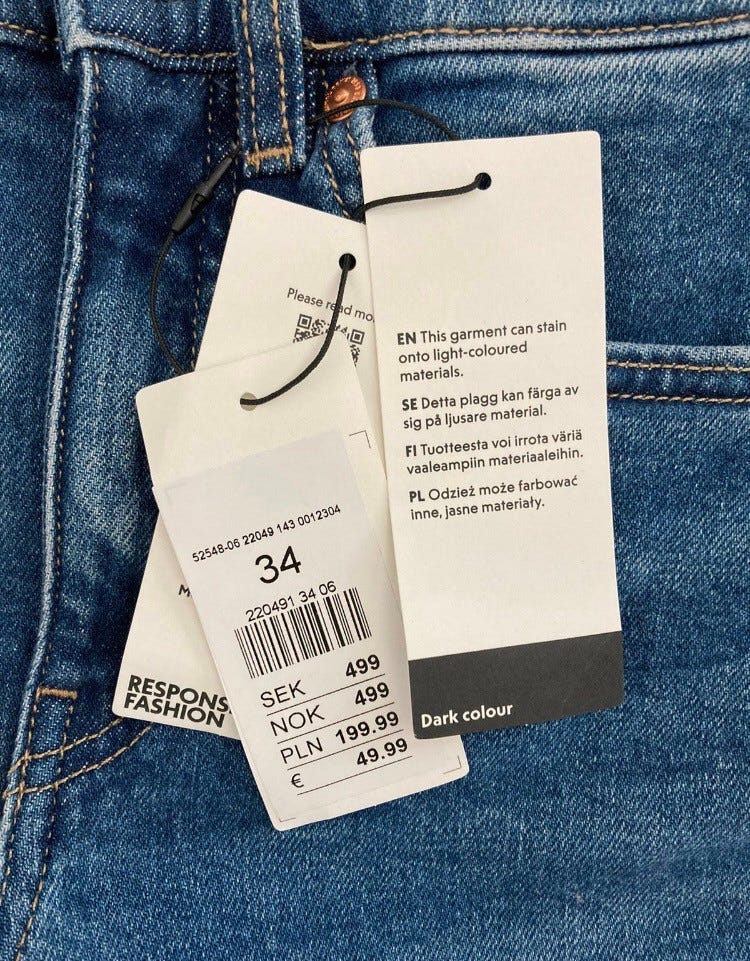 Please read mo
EN This garment can stain
onto light-coloured
materials.
SE Detta plagg kan färga av
sig på ljusare material.
FI Tuotteesta voi irrota väriä
vaaleampiin materiaaleihin.
PL Odzież może farbować
inne, jasne materiały.
Dark colour
52548-06 22049 143 0012304
34
220491 34 06
SEK 499
NOK 499
PLN 199.99
€ 49.99
M
RESPONS
FASHION